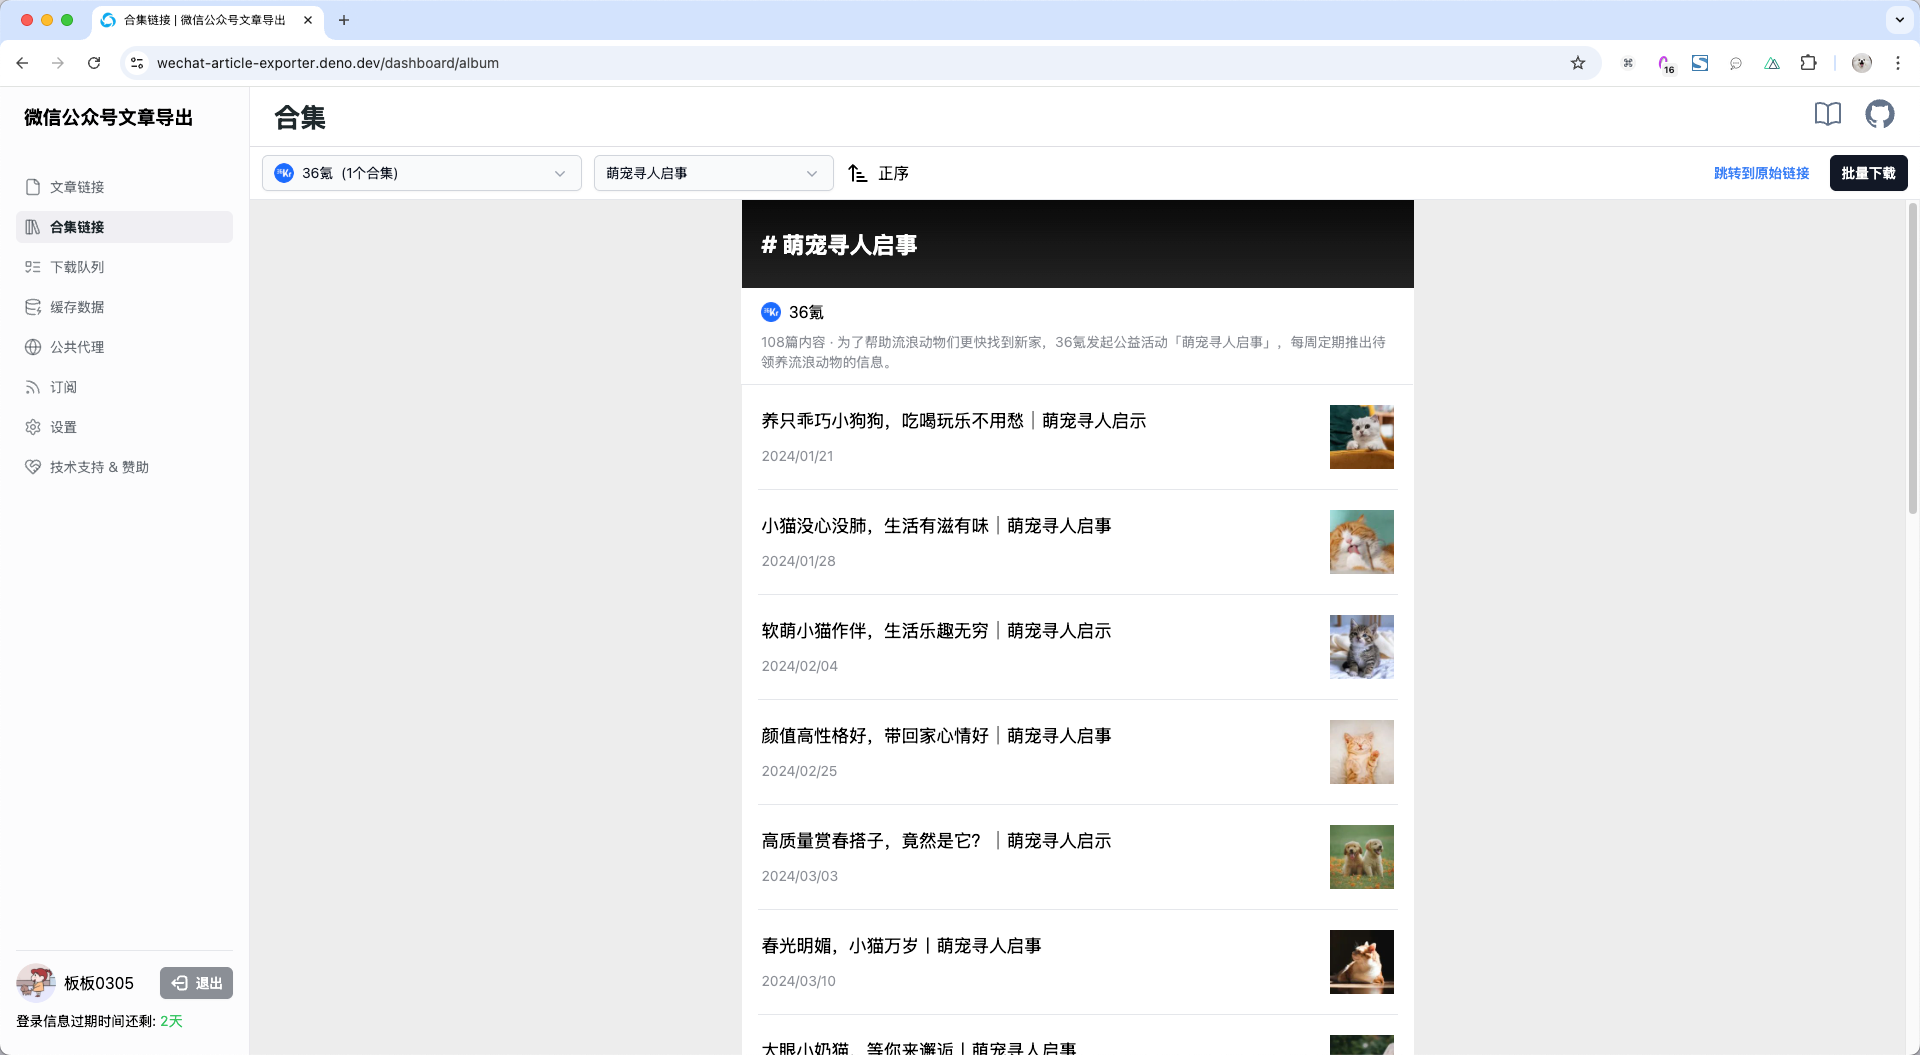 合集链接 | 微信公众号文章导出
wechat-article-exporter.deno.dev/dashboard/album
16
微信公众号文章导出
合集
文章链接
合集链接
下载队列
缓存数据
公共代理
订阅
设置
技术支持 & 赞助
36氪 (1个合集)
萌宠寻人启事
正序
跳转到原始链接
批量下载
# 萌宠寻人启事
36氪
108篇内容 · 为了帮助流浪动物们更快找到新家，36氪发起公益活动「萌宠寻人启事」，每周定期推出待
领养流浪动物的信息。
养只乖巧小狗狗，吃喝玩乐不用愁｜萌宠寻人启示
2024/01/21
小猫没心没肺，生活有滋有味｜萌宠寻人启事
2024/01/28
软萌小猫作伴，生活乐趣无穷｜萌宠寻人启示
2024/02/04
颜值高性格好，带回家心情好｜萌宠寻人启事
2024/02/25
高质量赏春搭子，竟然是它？｜萌宠寻人启示
2024/03/03
春光明媚，小猫万岁丨萌宠寻人启事
2024/03/10
大眼小奶猫，等你来邂逅丨萌宠寻人启事
板板0305
退出
登录信息过期时间还剩: 2天